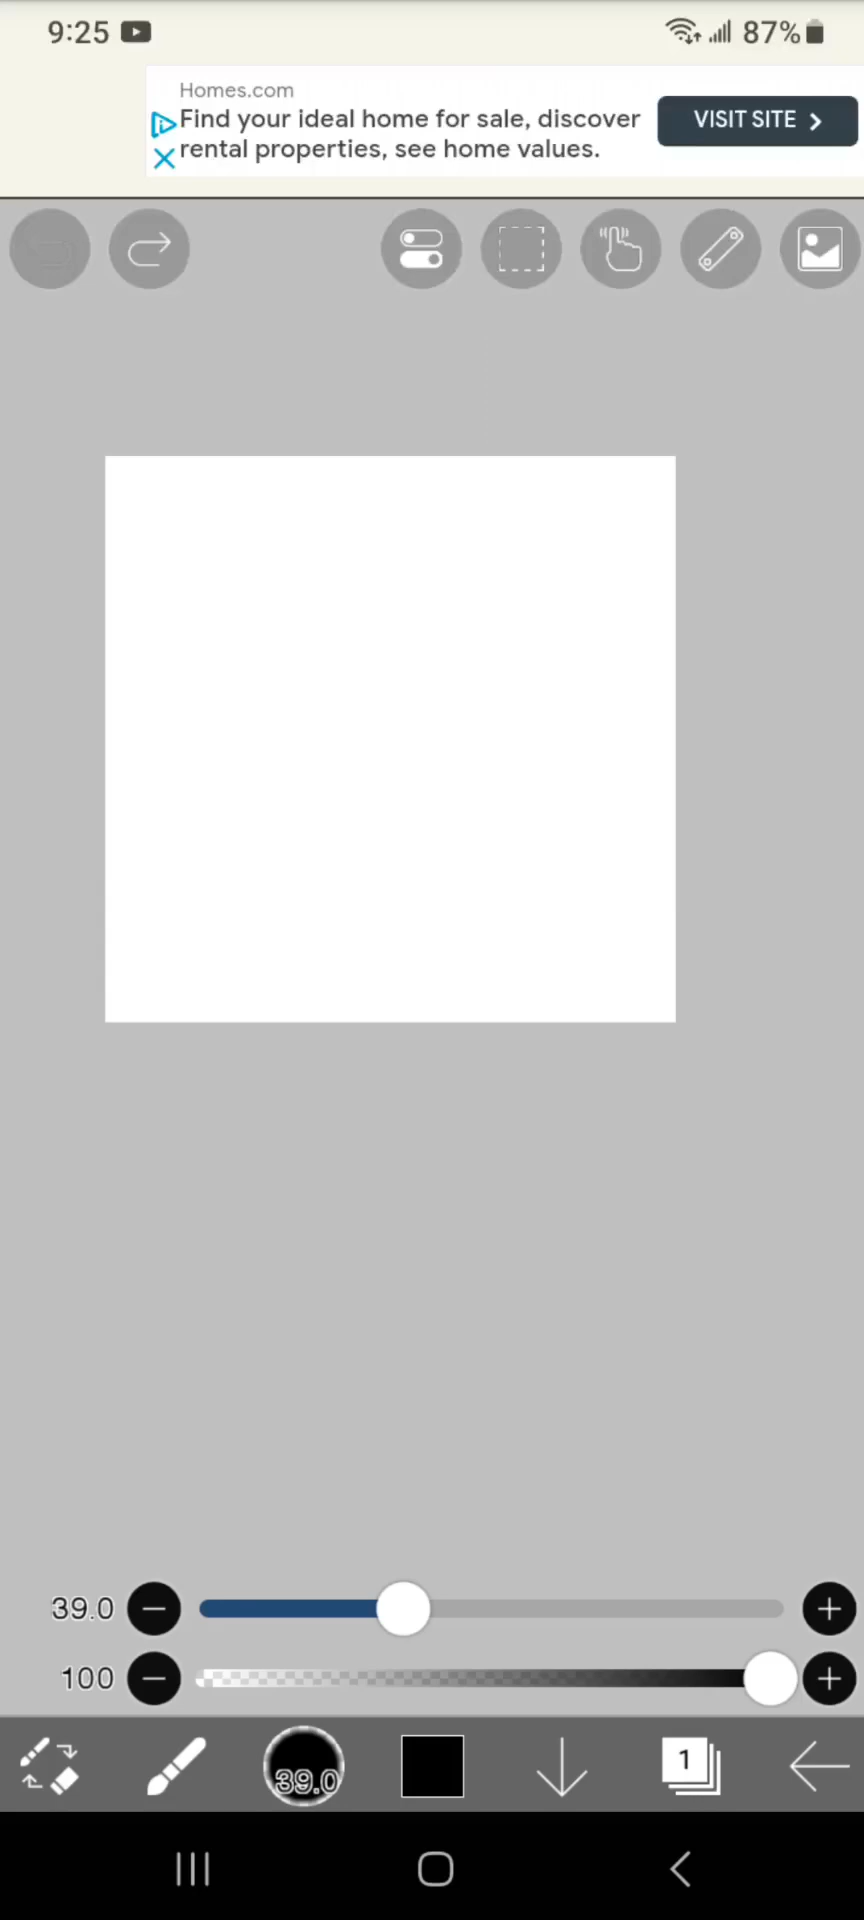 9:25
87%
Homes.com
Find your ideal home for sale, discover
rental properties, see home values.
VISIT SITE
39.0
100
39.0
1